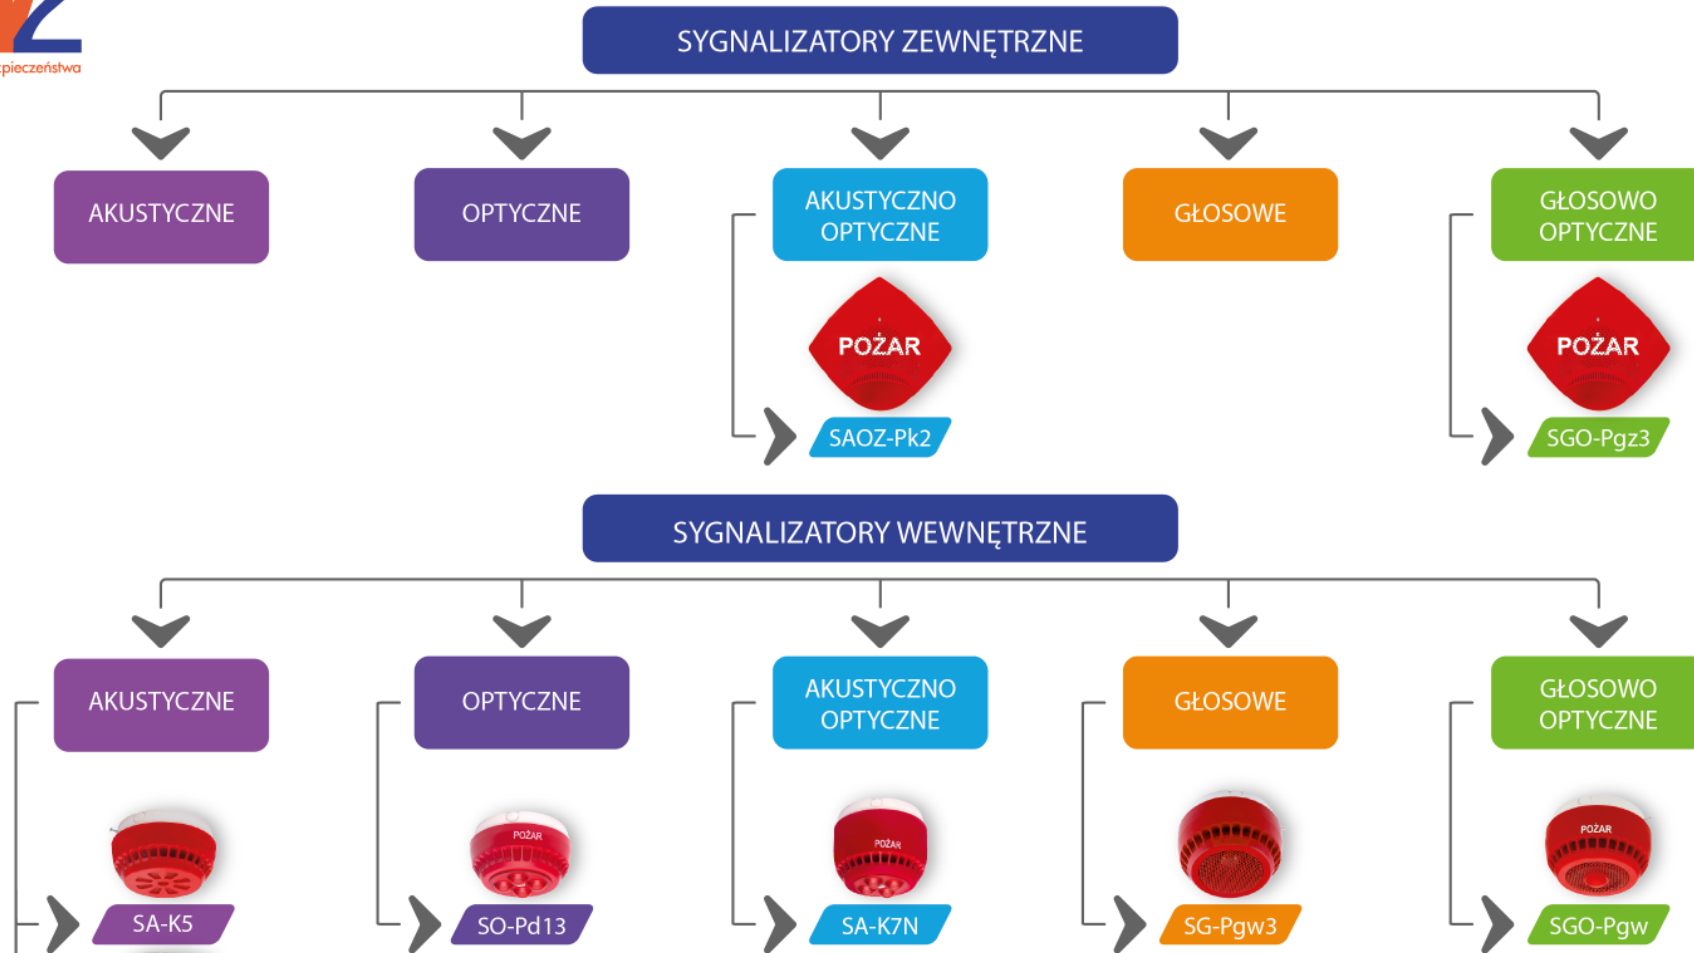 pieczeństwa
SYGNALIZATORY ZEWNĘTRZNE
AKUSTYCZNE
OPTYCZNE
AKUSTYCZNO
OPTYCZNE
GŁOSOWE
GŁOSOWO
OPTYCZNE
POŻAR
POŻAR
SAOZ-Pk2
SGO-Pgz3
SYGNALIZATORY WEWNĘTRZNE
AKUSTYCZNE
OPTYCZNE
AKUSTYCZNO
OPTYCZNE
GŁOSOWE
GŁOSOWO
OPTYCZNE
POŻAR
POŻAR
POŻAR
SA-K5
SO-Pd13
SA-K7N
SG-Pgw3
SGO-Pgw